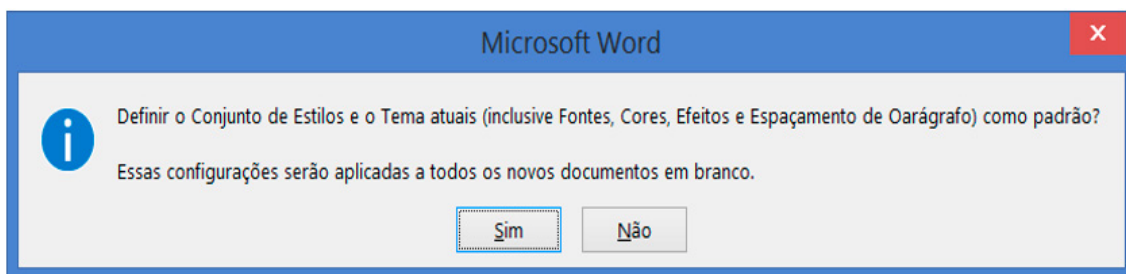 Microsoft Word
x
Definir o Conjunto de Estilos e o Tema atuais (inclusive Fontes, Cores, Efeitos e Espaçamento de Oarágrafo) como padrão?
Essas configurações serão aplicadas a todos os novos documentos em branco.
Sim Não